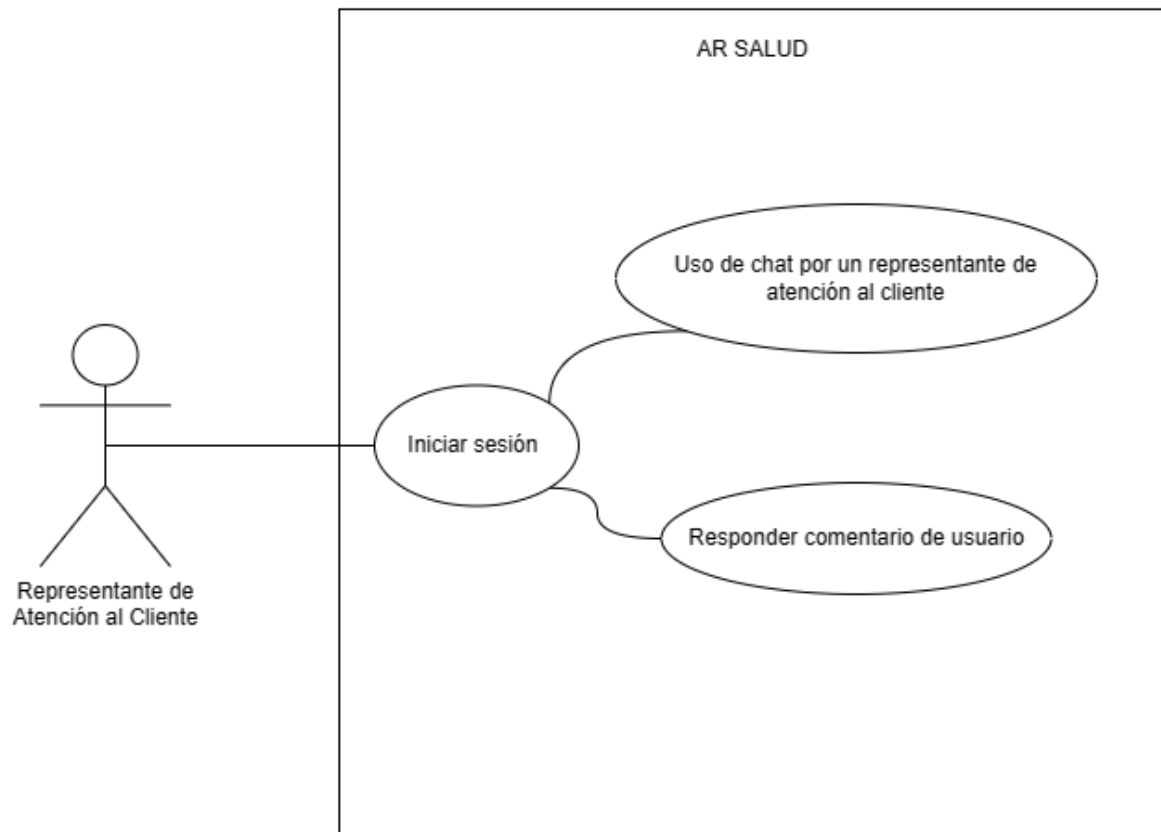 AR SALUD
Uso de chat por un representante de
atención al cliente
Iniciar sesión
Responder comentario de usuario
Representante de
Atención al Cliente